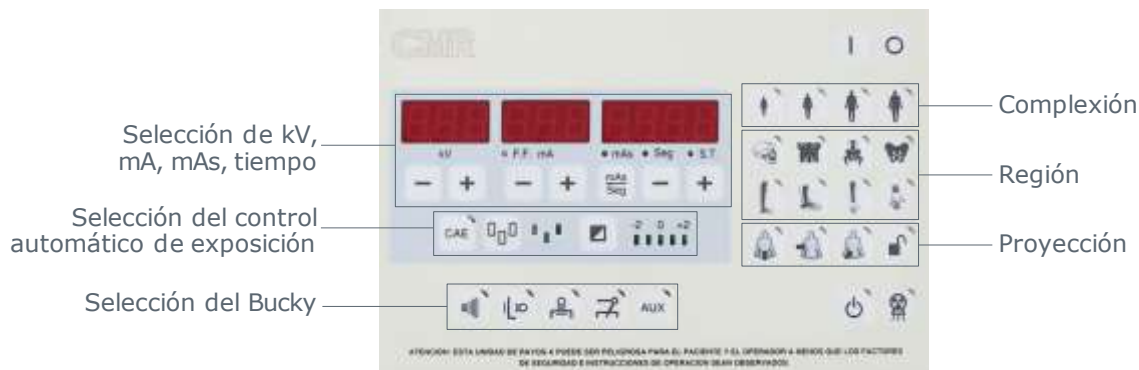 CMR
I O
Complexión
Selección de kV,
mA, mAs, tiempo
kV F.F. mA mAs Seg S.T
- + - + mAs
Seg - +
Región
Selección del control
automático de exposición
CAE -2 0 +2
Proyección
Selección del Bucky
AUX
ATENCION: ESTA UNIDAD DE RAYOS X PUEDE SER PELIGROSA PARA EL PACIENTE Y EL OPERADOR A MENOS QUE LOS FACTORES
DE SEGURIDAD E INSTRUCCIONES DE OPERACION SEAN OBSERVADOS.